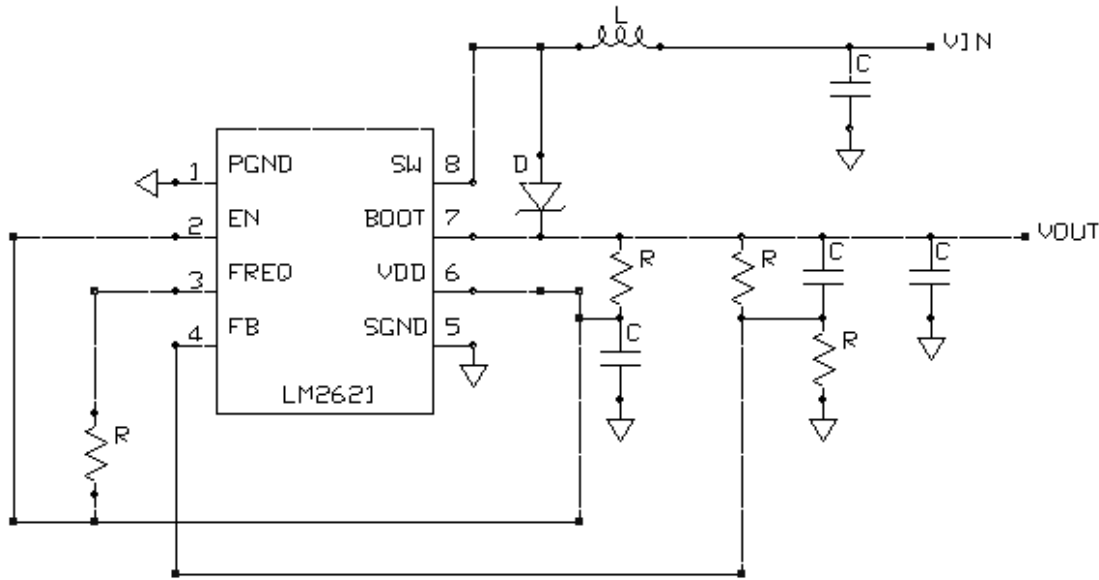 L
VIN
C
1 PGND SW 8
D
2 EN BOOT 7
VOUT
3 FREQ VDD 6
R
R
C
C
4 FB SGND 5
C
R
LM2621
R